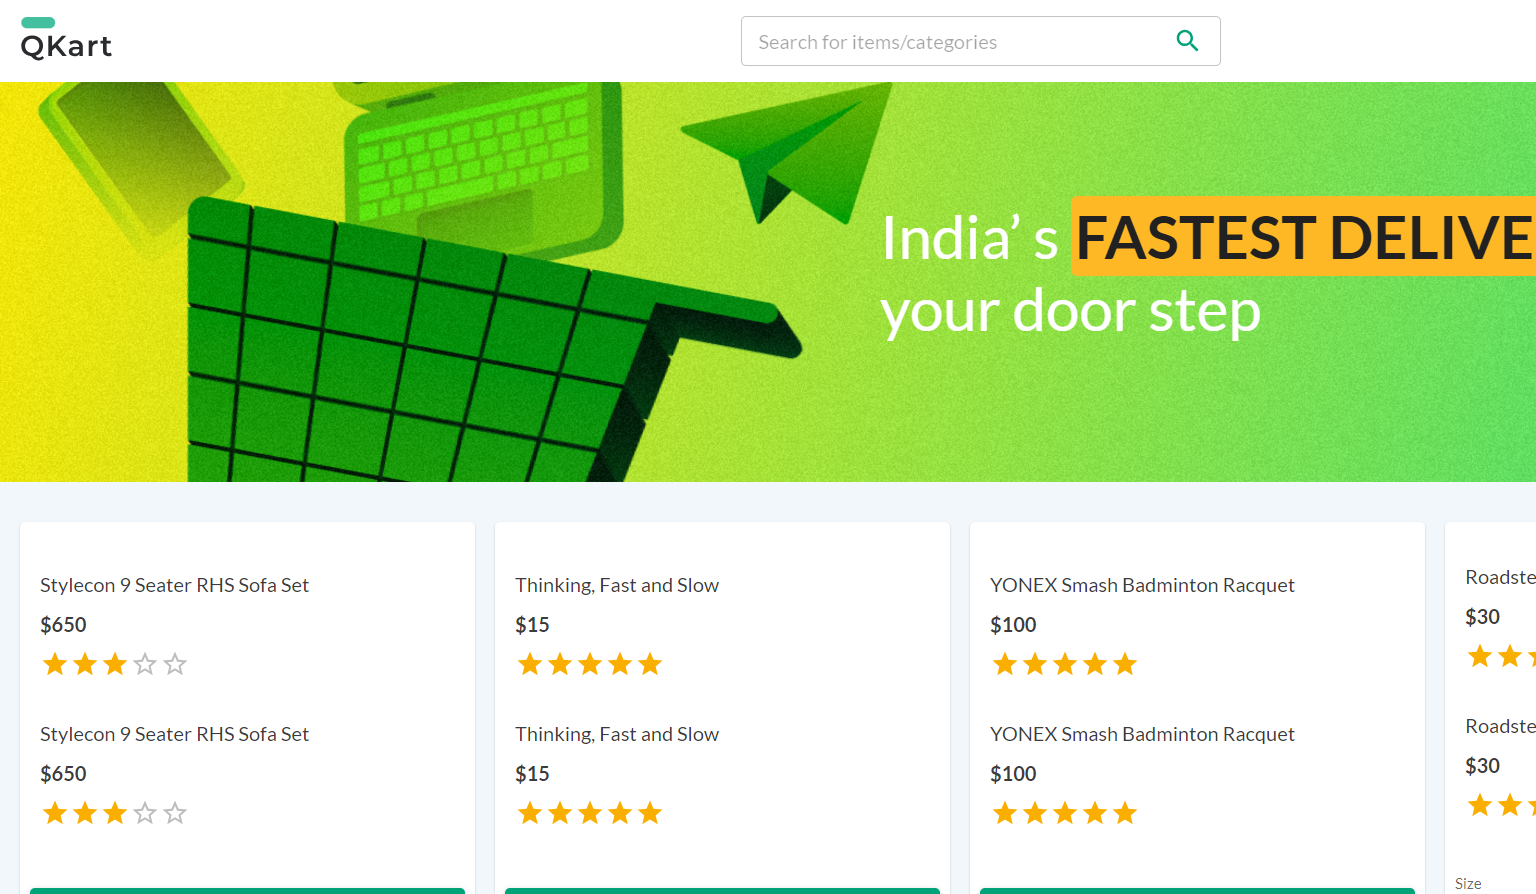 QKart
Search for items/categories
India’ s FASTEST DELIVE
your door step
Stylecon 9 Seater RHS Sofa Set
$650
Stylecon 9 Seater RHS Sofa Set
$650
Thinking, Fast and Slow
$15
Thinking, Fast and Slow
$15
YONEX Smash Badminton Racquet
$100
YONEX Smash Badminton Racquet
$100
Roadste
$30
Roadste
$30
Size